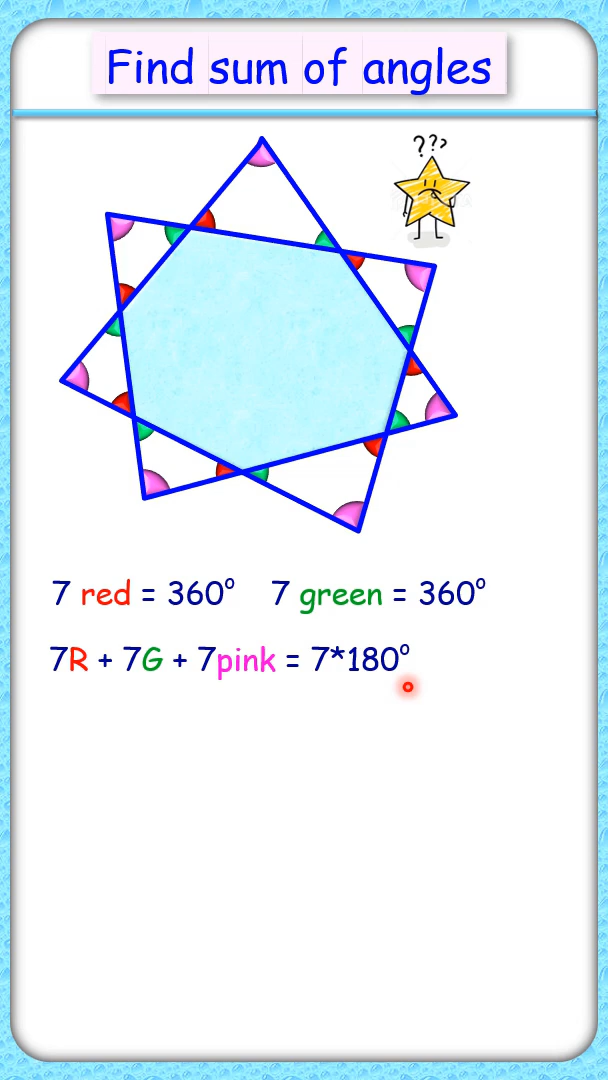 Find sum of angles
???
7 red = 360° 7 green = 360°
7R + 7G + 7pink = 7*180°